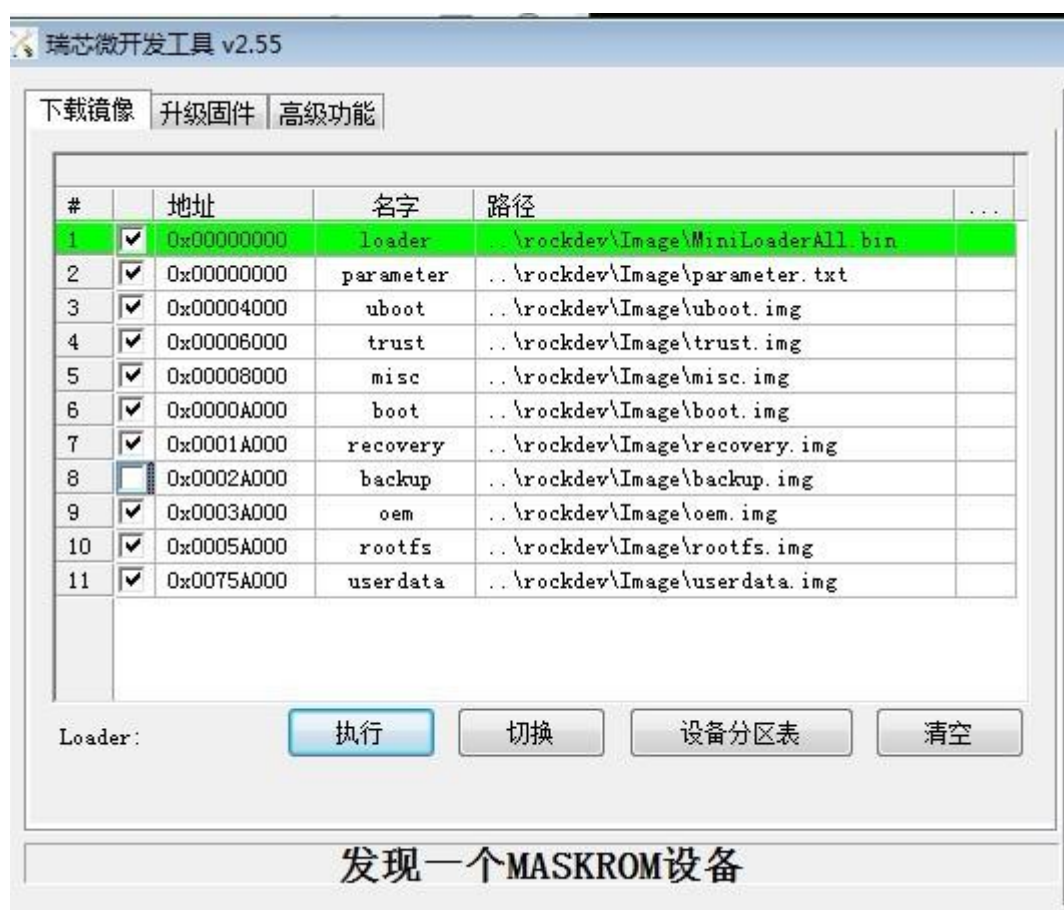 瑞芯微开发工具 v2.55
下载镜像 升级固件 高级功能
# 地址 名字 路径 ...
1 0x00000000 loader ..\rockdev\Image\MiniLoaderAll.bin
2 0x00000000 parameter ..\rockdev\Image\parameter.txt
3 0x00004000 uboot ..\rockdev\Image\uboot.img
4 0x00006000 trust ..\rockdev\Image\trust.img
5 0x00008000 misc ..\rockdev\Image\misc.img
6 0x0000A000 boot ..\rockdev\Image\boot.img
7 0x0001A000 recovery ..\rockdev\Image\recovery.img
8 0x0002A000 backup ..\rockdev\Image\backup.img
9 0x0003A000 oem ..\rockdev\Image\oem.img
10 0x0005A000 rootfs ..\rockdev\Image\rootfs.img
11 0x0075A000 userdata ..\rockdev\Image\userdata.img
Loader: 执行 切换 设备分区表 清空
发现一个MASKROM设备